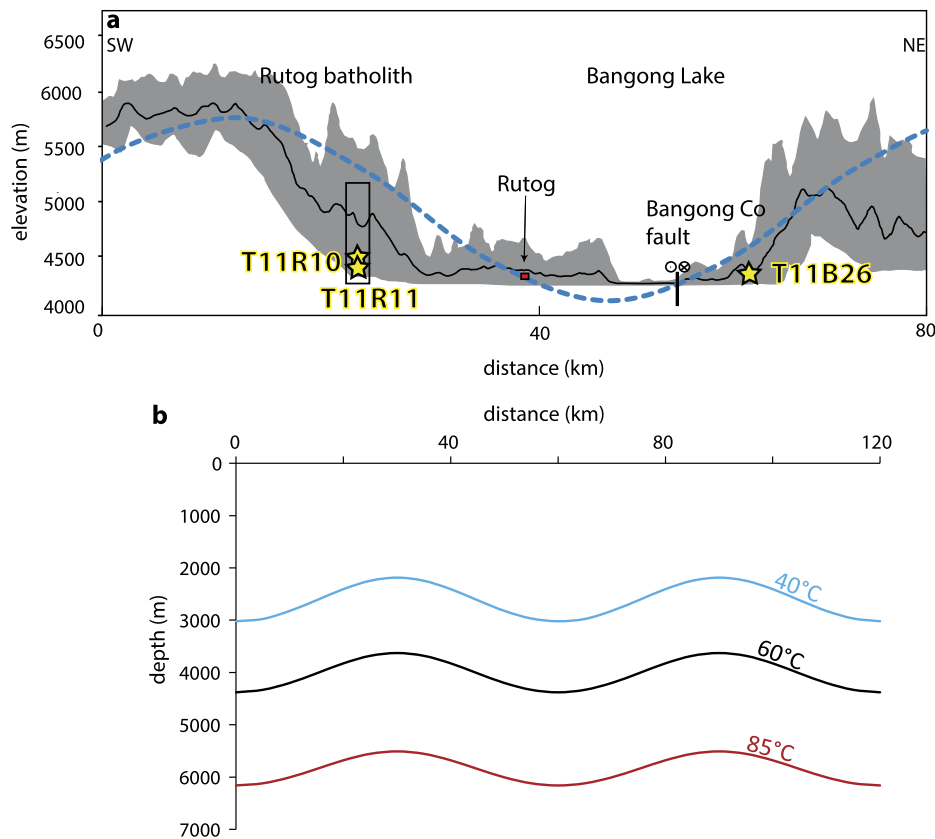 a
SW
NE
6500
6000
5500
5000
4500
4000
elevation (m)
Rutog batholith
Bangong Lake
Rutog
Bangong Co
fault
T11R10
T11R11
T11B26
0
40
80
distance (km)
b
distance (km)
0
40
80
120
0
1000
2000
3000
4000
5000
6000
7000
depth (m)
40°C
60°C
85°C